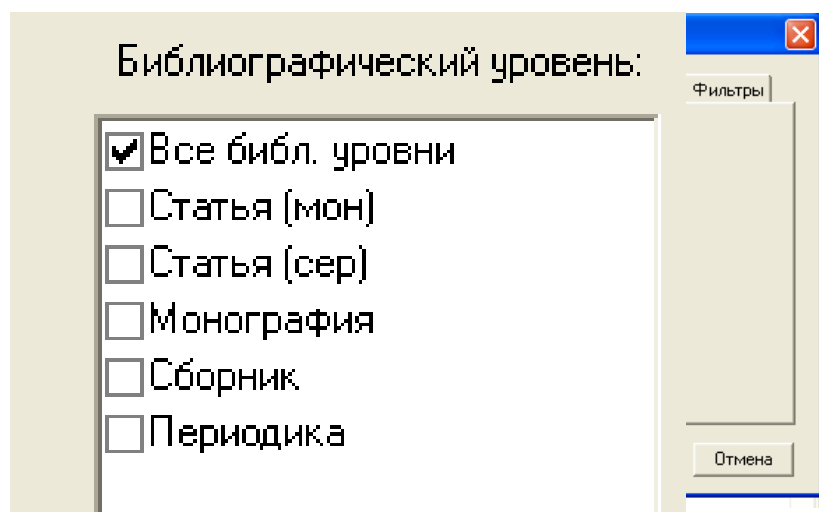 Библиографический уровень:
Фильтры
Все библ. уровни
Статья (мон)
Статья (сер)
Монография
Сборник
Периодика
Отмена